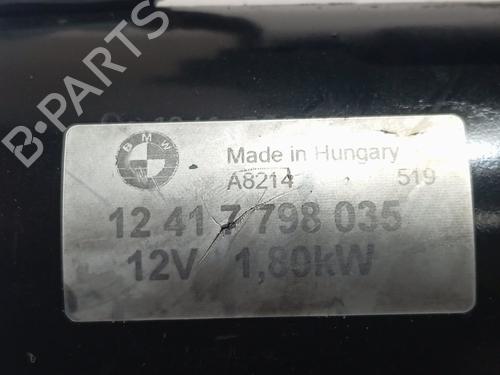 BMW
Made in Hungary
A8214 519
12 41 7 798 035
12V 1,80kW
B-PARTS